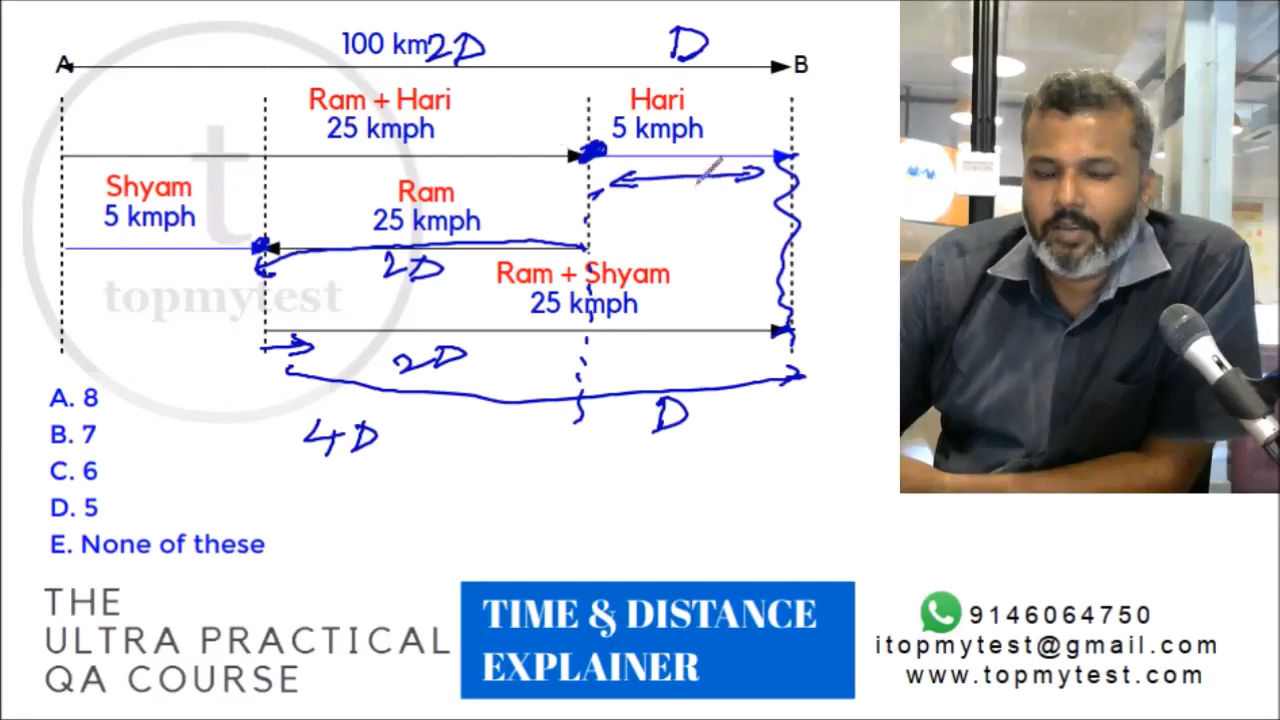 100 km 2D D
A B
Ram + Hari Hari
25 kmph 5 kmph
Shyam Ram
5 kmph 25 kmph
2D
Ram + Shyam
25 kmph
t
topmytest
2D
D
4D
A. 8
B. 7
C. 6
D. 5
E. None of these
THE
ULTRA PRACTICAL
QA COURSE
TIME & DISTANCE
EXPLAINER
9146064750
itopmytest@gmail.com
www.topmytest.com